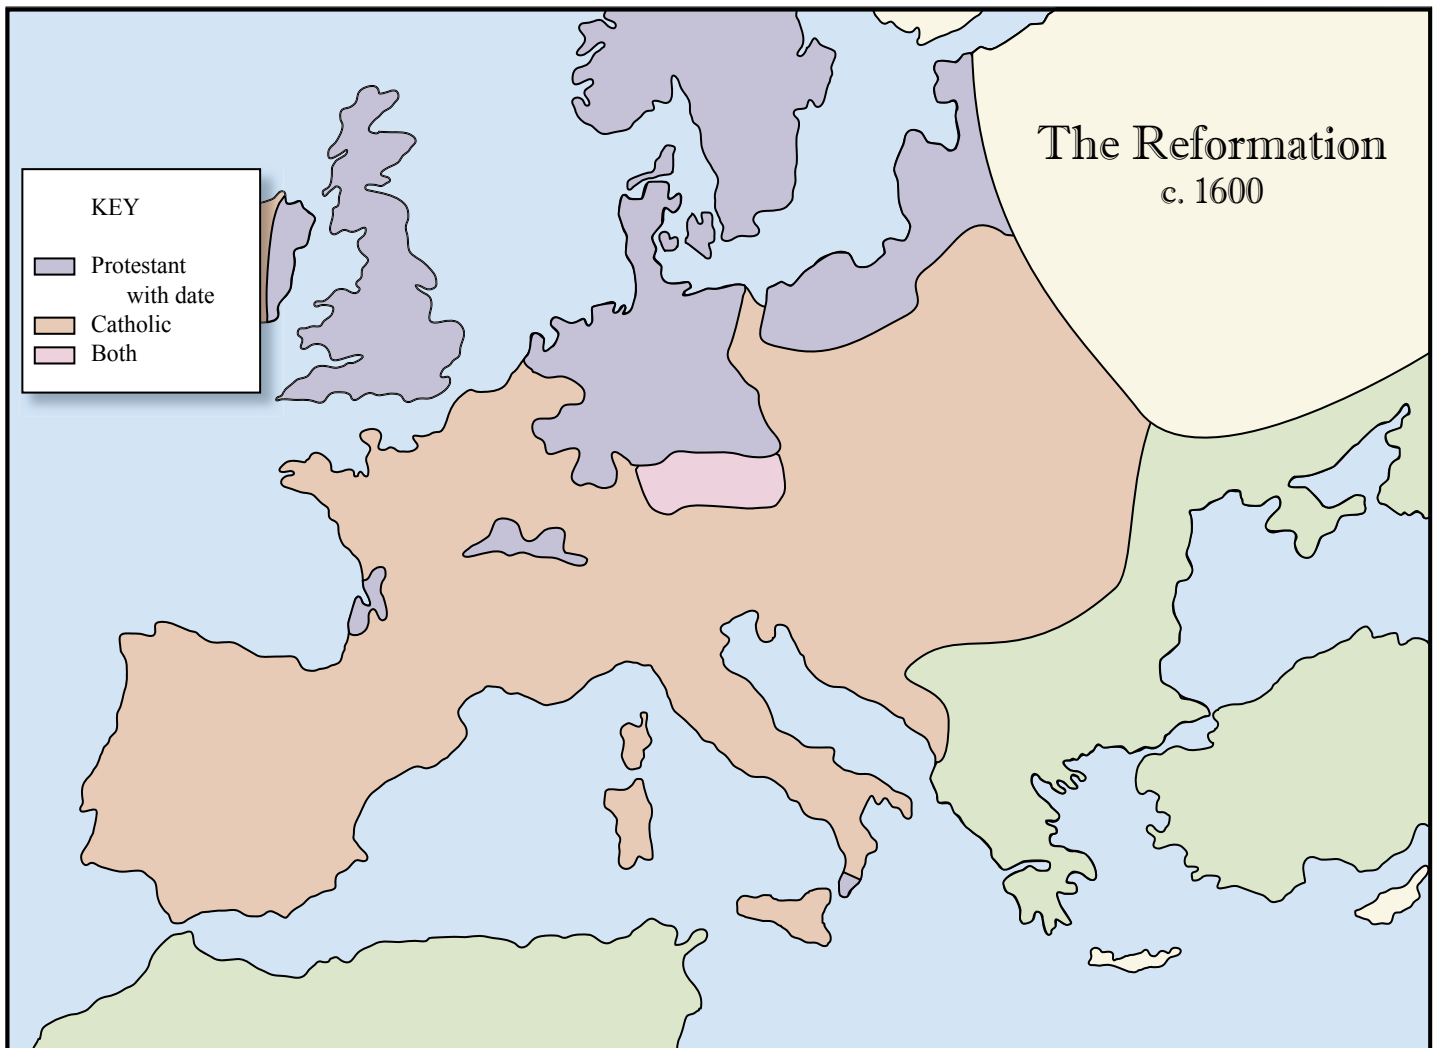 The Reformation
c. 1600
KEY
Protestant
with date
Catholic
Both